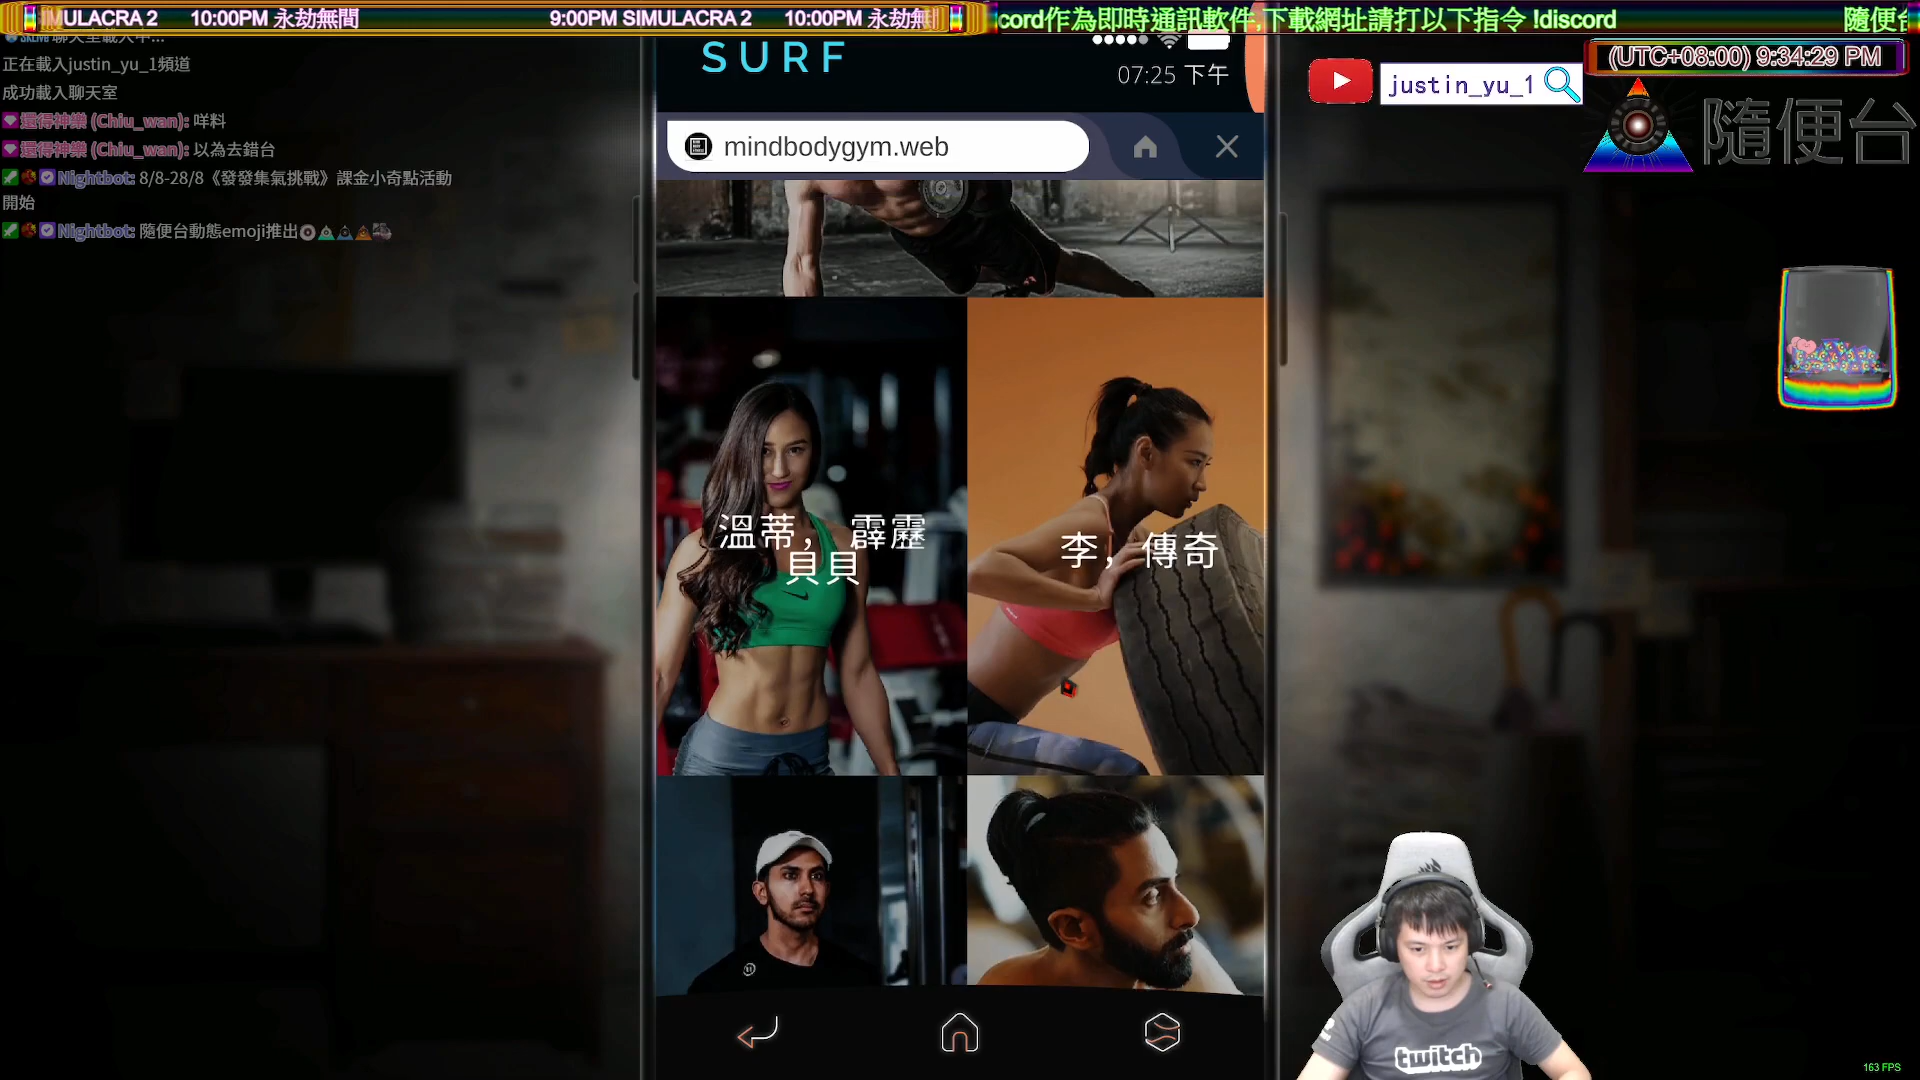 IMULACRA 2 10:00PM 永劫無間 9:00PM SIMULACRA 2 10:00PM 永劫無
cord作為即時通訊軟件,下載網址請打以下指令 !discord 隨便台
正在載入justin_yu_1頻道
成功載入聊天室
還得神樂 (Chiu_wan): 咩料
還得神樂 (Chiu_wan): 以為去錯台
Nightbot: 8/8-28/8《發發集氣挑戰》課金小奇點活動
開始
Nightbot: 隨便台動態emoji推出
SURF
07:25 下午
mindbodygym.web
溫蒂， 霹靂
貝貝
李，傳奇
(UTC+08:00) 9:34:29 PM
justin_yu_1
隨便台
twitch
163 FPS